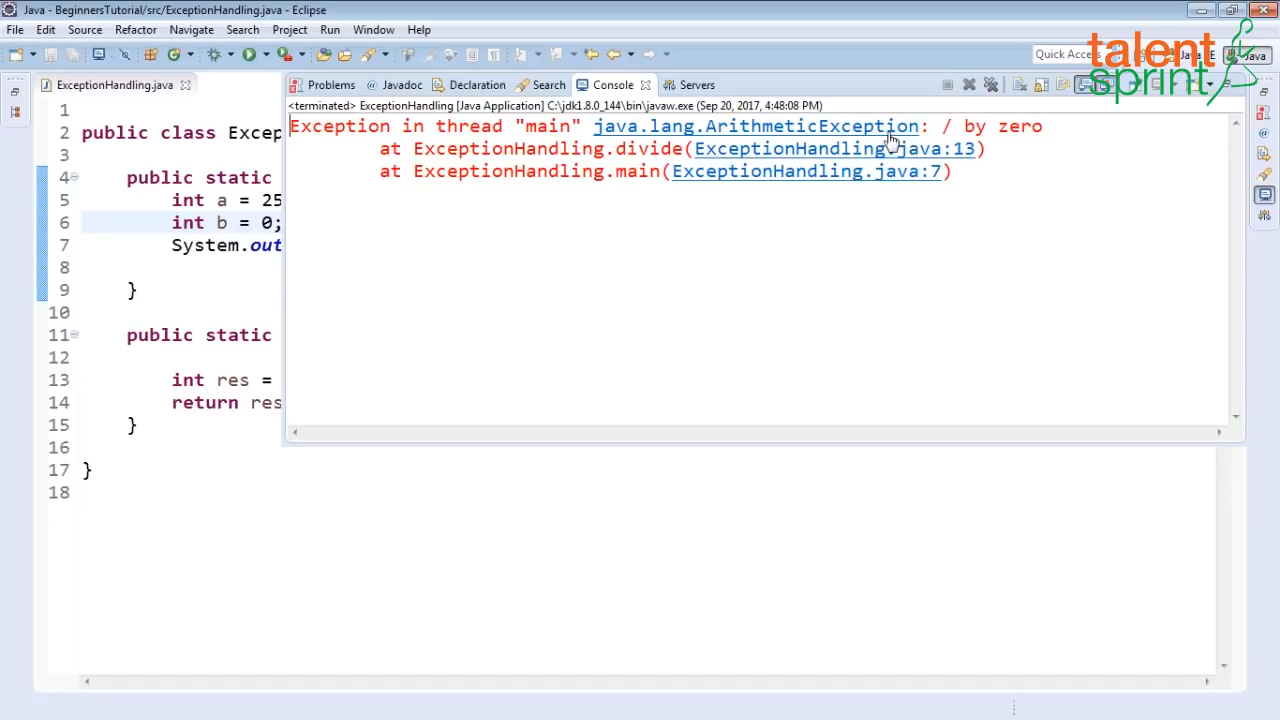 Java - BeginnersTutorial/src/ExceptionHandling.java - Eclipse
File Edit Source Refactor Navigate Search Project Run Window Help
Quick Access
Java
talent
sprint
ExceptionHandling.java
Problems @ Javadoc Declaration Search Console Servers
<terminated> ExceptionHandling [Java Application] C:\jdk1.8.0_144\bin\javaw.exe (Sep 20, 2017, 4:48:08 PM)
Exception in thread "main" java.lang.ArithmeticException: / by zero
at ExceptionHandling.divide(ExceptionHandling.java:13)
at ExceptionHandling.main(ExceptionHandling.java:7)
1
2 public class Excep
3
4 public static
5 int a = 25
6 int b = 0;
7 System.out
8
9 }
10
11 public static
12
13 int res =
14 return res
15 }
16
17 }
18